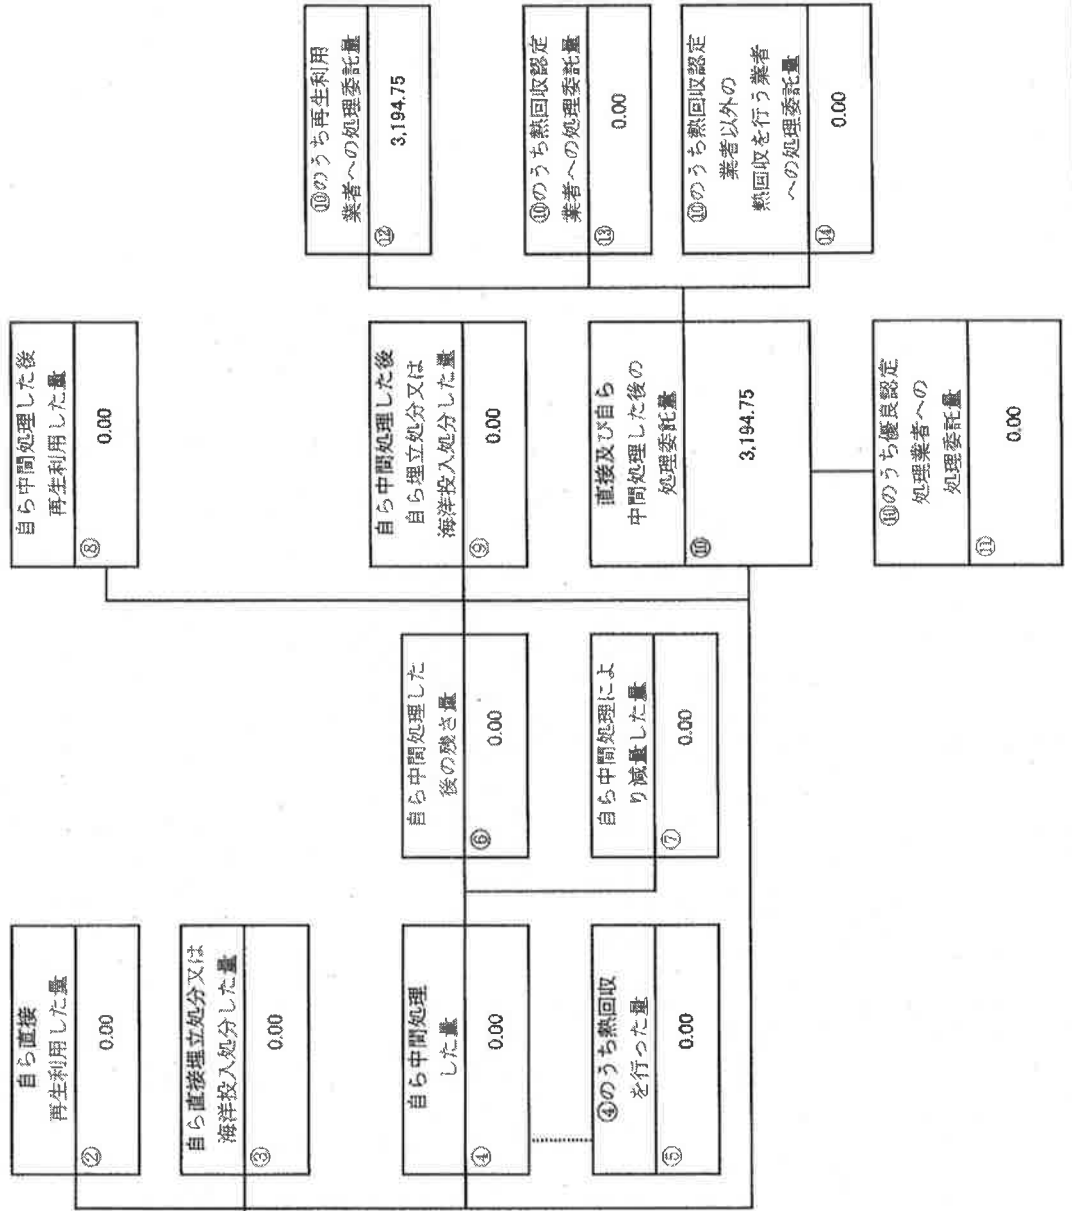 自ら直接
再生利用した量
②
0.00
自ら直接埋立処分又は
海洋投入処分した量
③
0.00
自ら中間処理
した量
④
0.00
④のうち熱回収
を行った量
⑤
0.00
自ら中間処理した
後の残さ量
⑥
0.00
自ら中間処理によ
り減量した量
⑦
0.00
自ら中間処理した後
再生利用した量
⑧
0.00
自ら中間処理した後
自ら埋立処分又は
海洋投入処分した量
⑨
0.00
直接及び自ら
中間処理した後の
処理委託量
⑩
3,194.75
⑩のうち優良認定
処理業者への
処理委託量
⑪
0.00
⑩のうち再生利用
業者への処理委託量
⑫
3,194.75
⑩のうち熱回収認定
業者への処理委託量
⑬
0.00
⑩のうち熱回収認定
業者以外の
熱回収を行う業者
への処理委託量
⑭
0.00